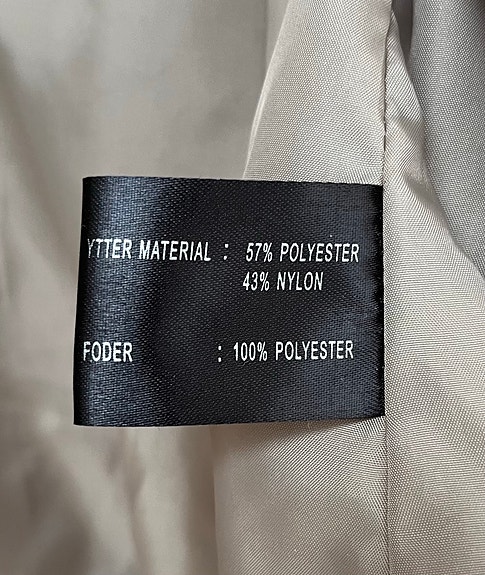 YTTER MATERIAL : 57% POLYESTER
43% NYLON
FODER : 100% POLYESTER